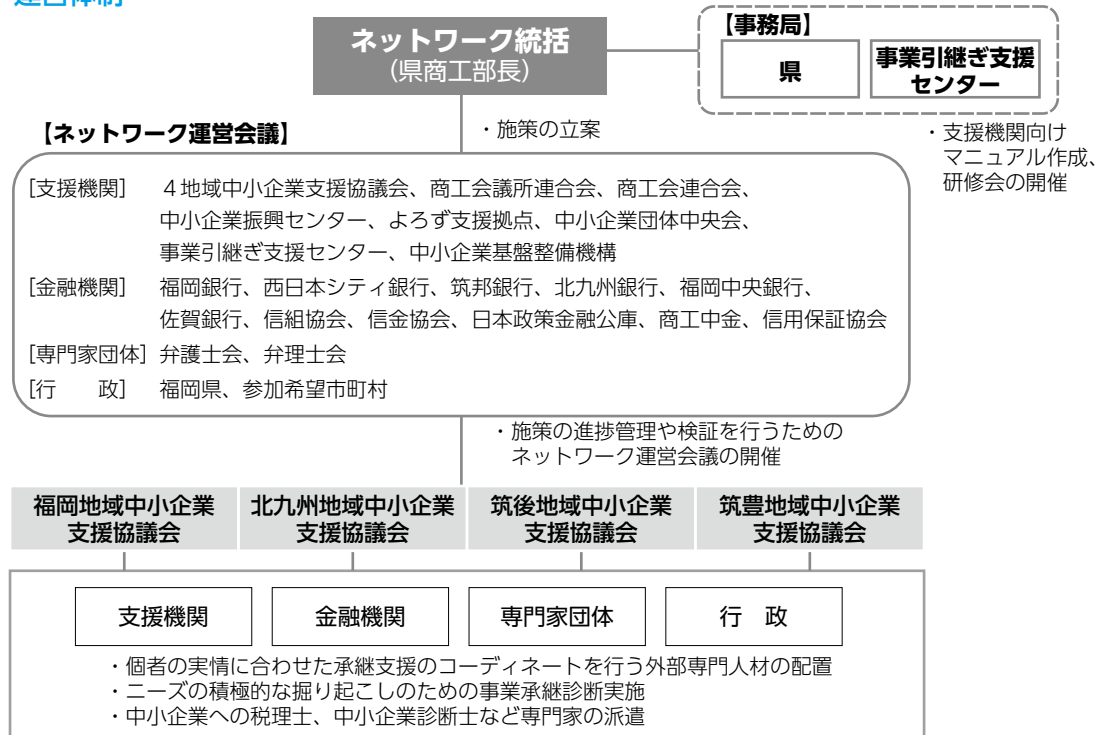 ネットワーク統括
（県商工部長）
【事務局】
県
事業引継ぎ支援
センター
・施策の立案
・支援機関向け
マニュアル作成、
研修会の開催
【ネットワーク運営会議】
［支援機関］ ４地域中小企業支援協議会、商工会議所連合会、商工会連合会、
中小企業振興センター、よろず支援拠点、中小企業団体中央会、
事業引継ぎ支援センター、中小企業基盤整備機構
［金融機関］ 福岡銀行、西日本シティ銀行、筑邦銀行、北九州銀行、福岡中央銀行、
佐賀銀行、信組協会、信金協会、日本政策金融公庫、商工中金、信用保証協会
［専門家団体］ 弁護士会、弁理士会
［行　政］ 福岡県、参加希望市町村
・施策の進捗管理や検証を行うための
ネットワーク運営会議の開催
福岡地域中小企業
支援協議会
北九州地域中小企業
支援協議会
筑後地域中小企業
支援協議会
筑豊地域中小企業
支援協議会
支援機関
金融機関
専門家団体
行　政
・個者の実情に合わせた承継支援のコーディネートを行う外部専門人材の配置
・ニーズの積極的な掘り起こしのための事業承継診断実施
・中小企業への税理士、中小企業診断士など専門家の派遣